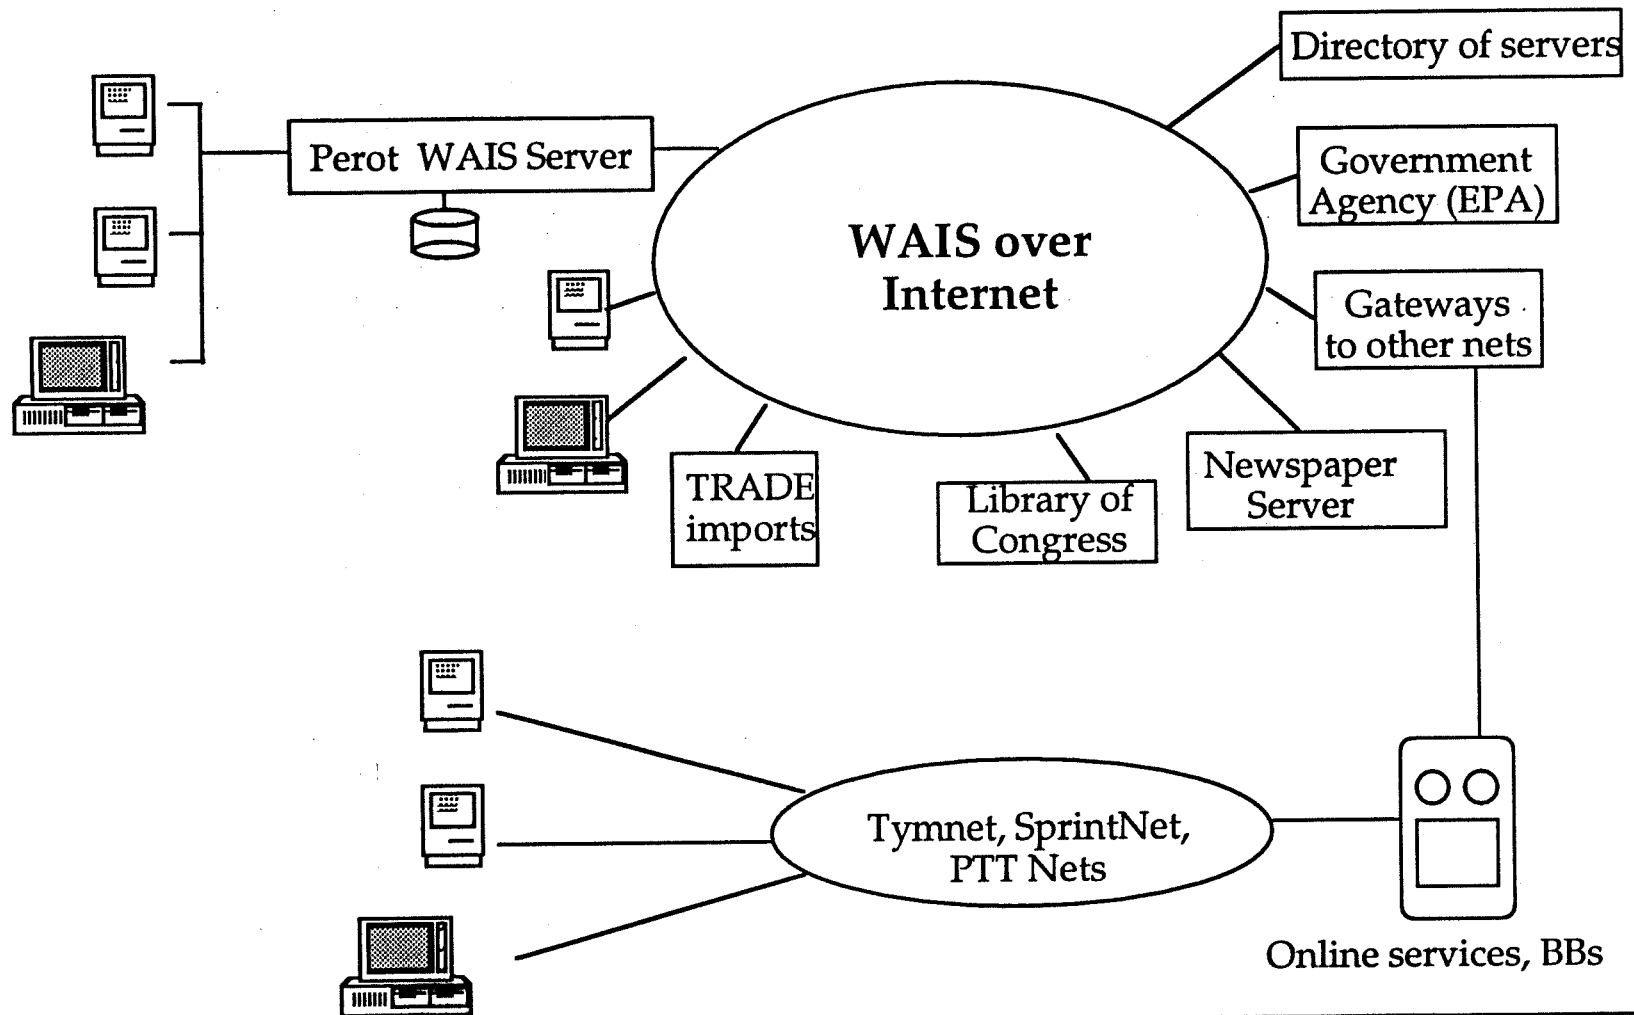 Directory of servers
Perot WAIS Server
Government
Agency (EPA)
WAIS over
Internet
Gateways
to other nets
Newspaper
Server
TRADE
imports
Library of
Congress
Tymnet, SprintNet,
PTT Nets
Online services, BBs